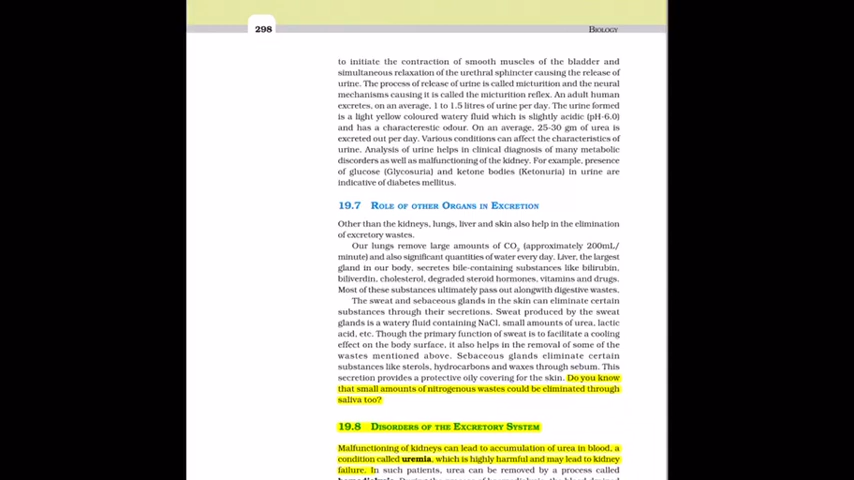 298
BIOLOGY
to initiate the contraction of smooth muscles of the bladder and
simultaneous relaxation of the urethral sphincter causing the release of
urine. The process of release of urine is called micturition and the neural
mechanisms causing it is called the micturition reflex. An adult human
excretes, on an average, 1 to 1.5 litres of urine per day. The urine formed
is a light yellow coloured watery fluid which is slightly acidic (pH-6.0)
and has a characterestic odour. On an average, 25-30 gm of urea is
excreted out per day. Various conditions can affect the characteristics of
urine. Analysis of urine helps in clinical diagnosis of many metabolic
discorders as well as malfunctioning of the kidney. For example, presence
of glucose (Glycosuria) and ketone bodies (Ketonuria) in urine are
indicative of diabetes mellitus.
19.7 ROLE OF OTHER ORGANS IN EXCRETION
Other than the kidneys, lungs, liver and skin also help in the elimination
of excretory wastes.
Our lungs remove large amounts of CO₂ (approximately 200mL/
minute) and also significant quantities of water every day. Liver, the largest
gland in our body, secretes bile-containing substances like bilirubin,
biliverdin, cholesterol, degraded steroid hormones, vitamins and drugs.
Most of these substances ultimately pass out alongwith digestive wastes.
The sweat and sebaceous glands in the skin can eliminate certain
substances through their secretions. Sweat produced by the sweat
glands is a watery fluid containing NaCl, small amounts of urea, lactic
acid, etc. Though the primary function of sweat is to facilitate a cooling
effect on the body surface, it also helps in the removal of some of the
wastes mentioned above. Sebaceous glands eliminate certain
substances like sterols, hydrocarbons and waxes through sebum. This
secretion provides a protective oily covering for the skin. Do you know
that small amounts of nitrogenous wastes could be eliminated through
saliva too?
19.8 DISORDERS OF THE EXCRETORY SYSTEM
Malfunctioning of kidneys can lead to accumulation of urea in blood, a
condition called uremia, which is highly harmful and may lead to kidney
failure. In such patients, urea can be removed by a process called